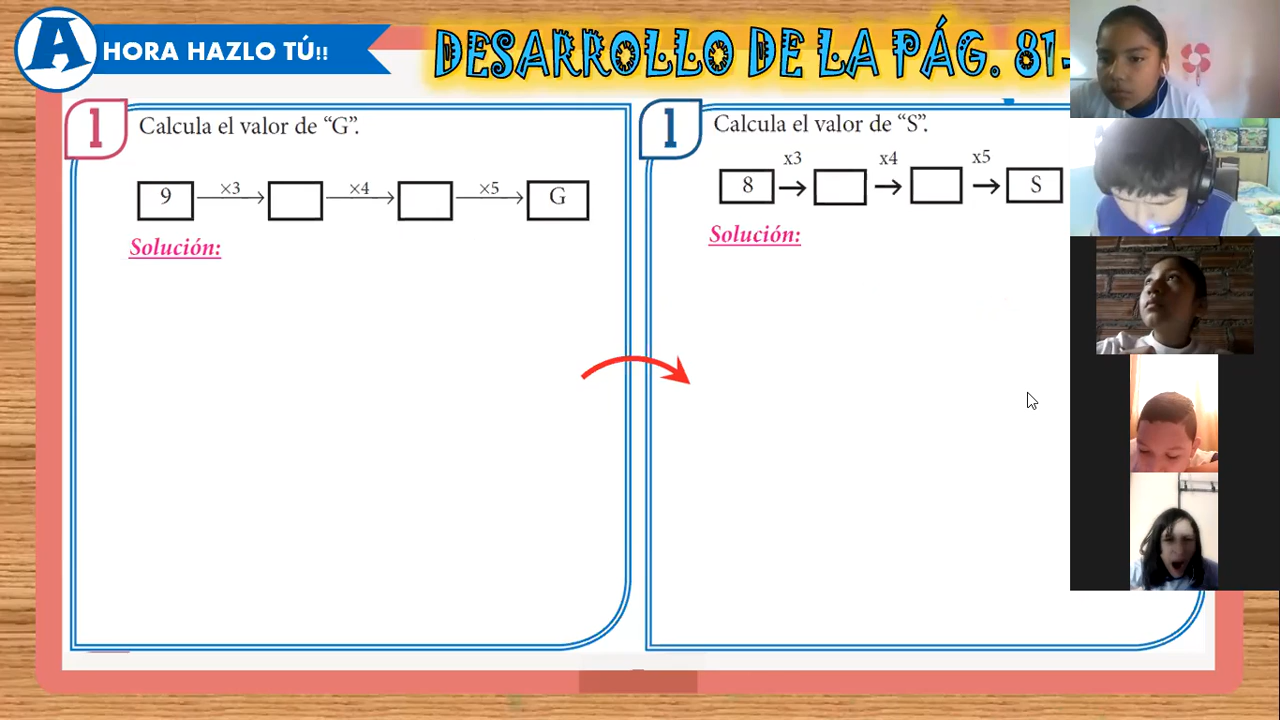 AHORA HAZLO TÚ!!
DESARROLLO DE LA PÁG. 81-
1
Calcula el valor de “G”.
9 ×3 ×4 ×5 G
Solución:
1
Calcula el valor de “S”.
x3 x4 x5
8 S
Solución: